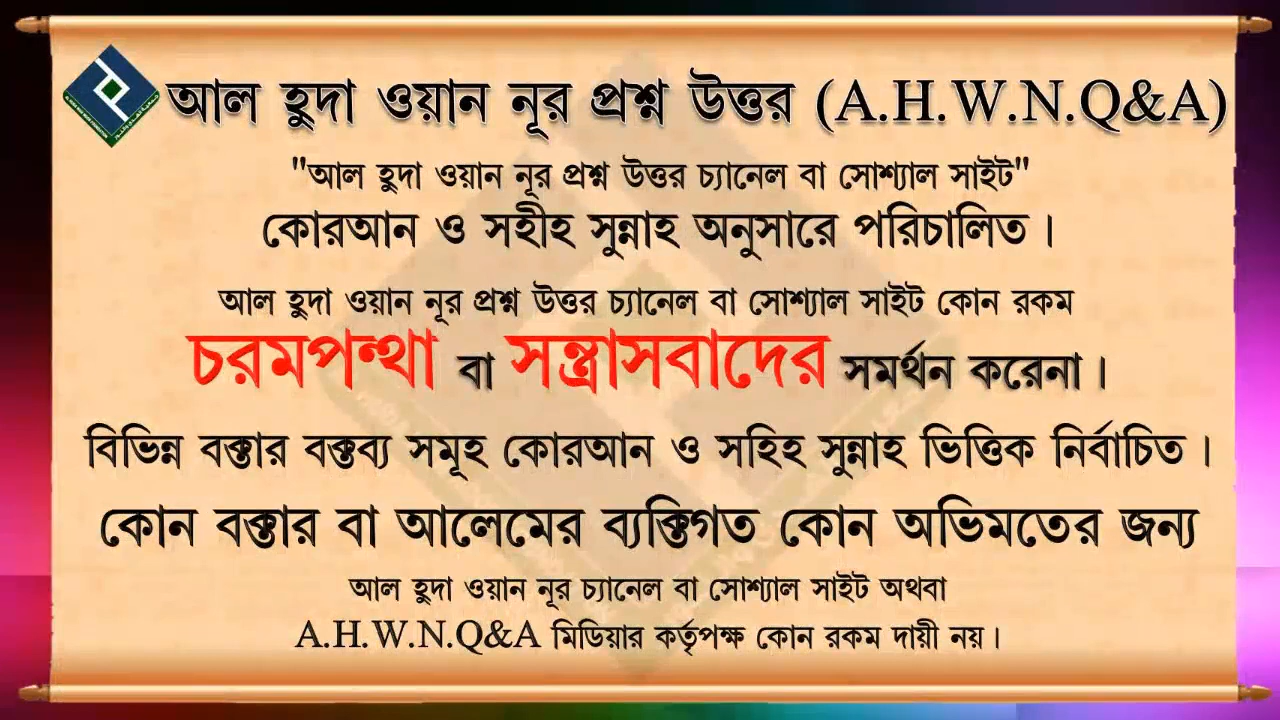 আল হুদা ওয়ান নূর প্রশ্ন উত্তর (A.H.W.N.Q&A)
"আল হুদা ওয়ান নূর প্রশ্ন উত্তর চ্যানেল বা সোশ্যাল সাইট"
কোরআন ও সহীহ সুন্নাহ অনুসারে পরিচালিত ।
আল হুদা ওয়ান নূর প্রশ্ন উত্তর চ্যানেল বা সোশ্যাল সাইট কোন রকম
চরমপন্থা বা সন্ত্রাসবাদের সমর্থন করেনা ।
বিভিন্ন বক্তার বক্তব্য সমূহ কোরআন ও সহিহ সুন্নাহ ভিত্তিক নির্বাচিত ।
কোন বক্তার বা আলেমের ব্যক্তিগত কোন অভিমতের জন্য
আল হুদা ওয়ান নূর চ্যানেল বা সোশ্যাল সাইট অথবা
A.H.W.N.Q&A মিডিয়ার কর্তৃপক্ষ কোন রকম দায়ী নয় ।